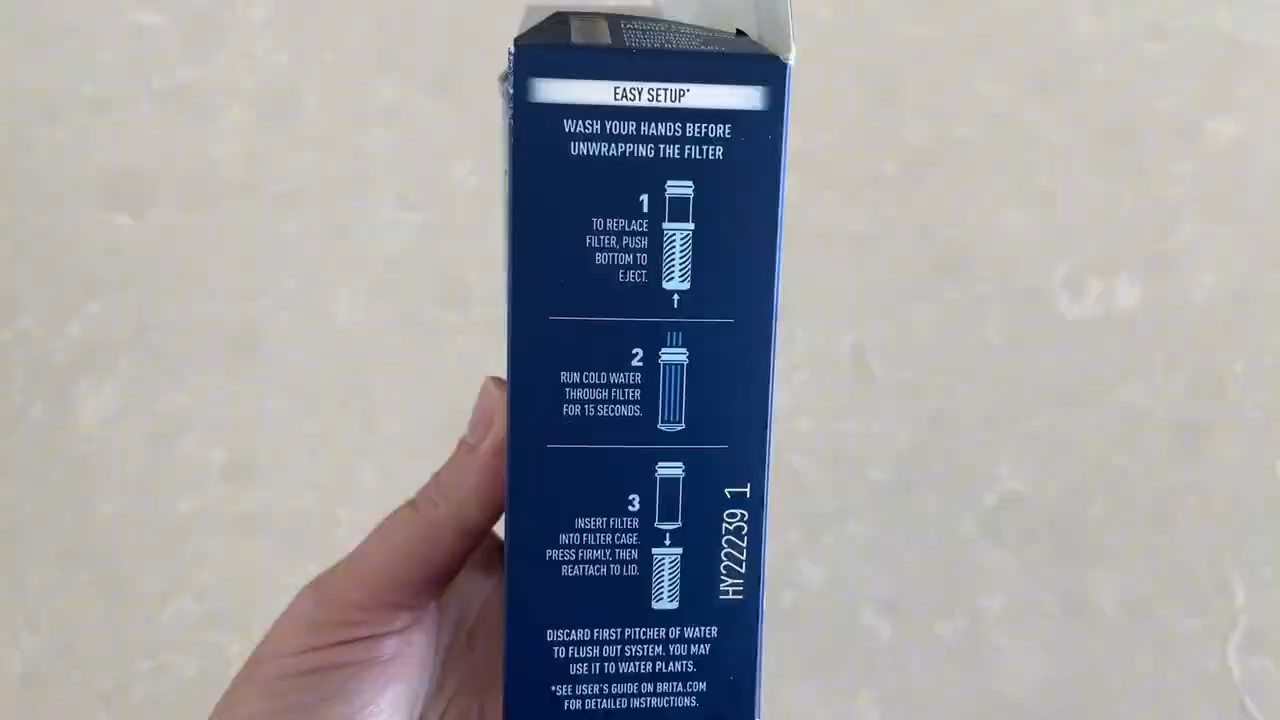 EASY SETUP*
WASH YOUR HANDS BEFORE
UNWRAPPING THE FILTER
1
TO REPLACE
FILTER, PUSH
BOTTOM TO
EJECT.
2
RUN COLD WATER
THROUGH FILTER
FOR 15 SECONDS.
3
INSERT FILTER
INTO FILTER CAGE.
PRESS FIRMLY, THEN
REATTACH TO LID.
HY22239 1
DISCARD FIRST PITCHER OF WATER
TO FLUSH OUT SYSTEM. YOU MAY
USE IT TO WATER PLANTS.
*SEE USER'S GUIDE ON BRITA.COM
FOR DETAILED INSTRUCTIONS.